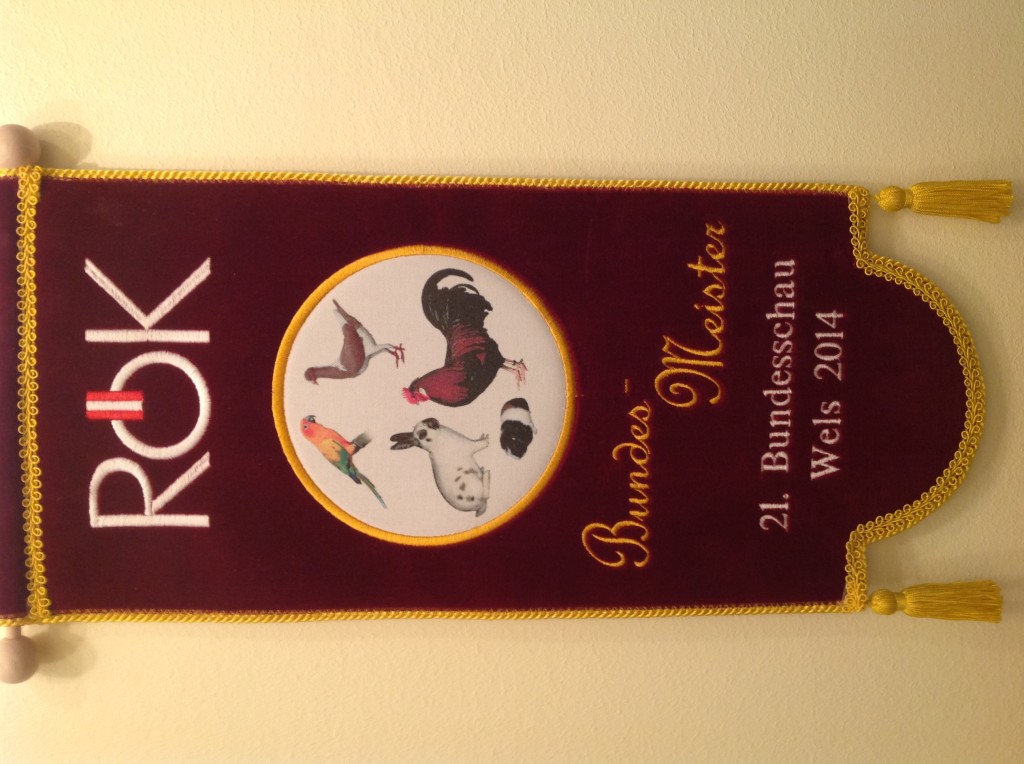 RÖK
Bundes-
Meister
21. Bundesschau
Wels 2014